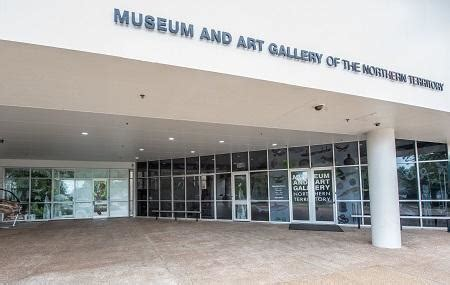 MUSEUM AND ART GALLERY OF THE NORTHERN TERRITORY
MUSEUM
AND ART
GALLERY
NORTHERN
TERRITORY